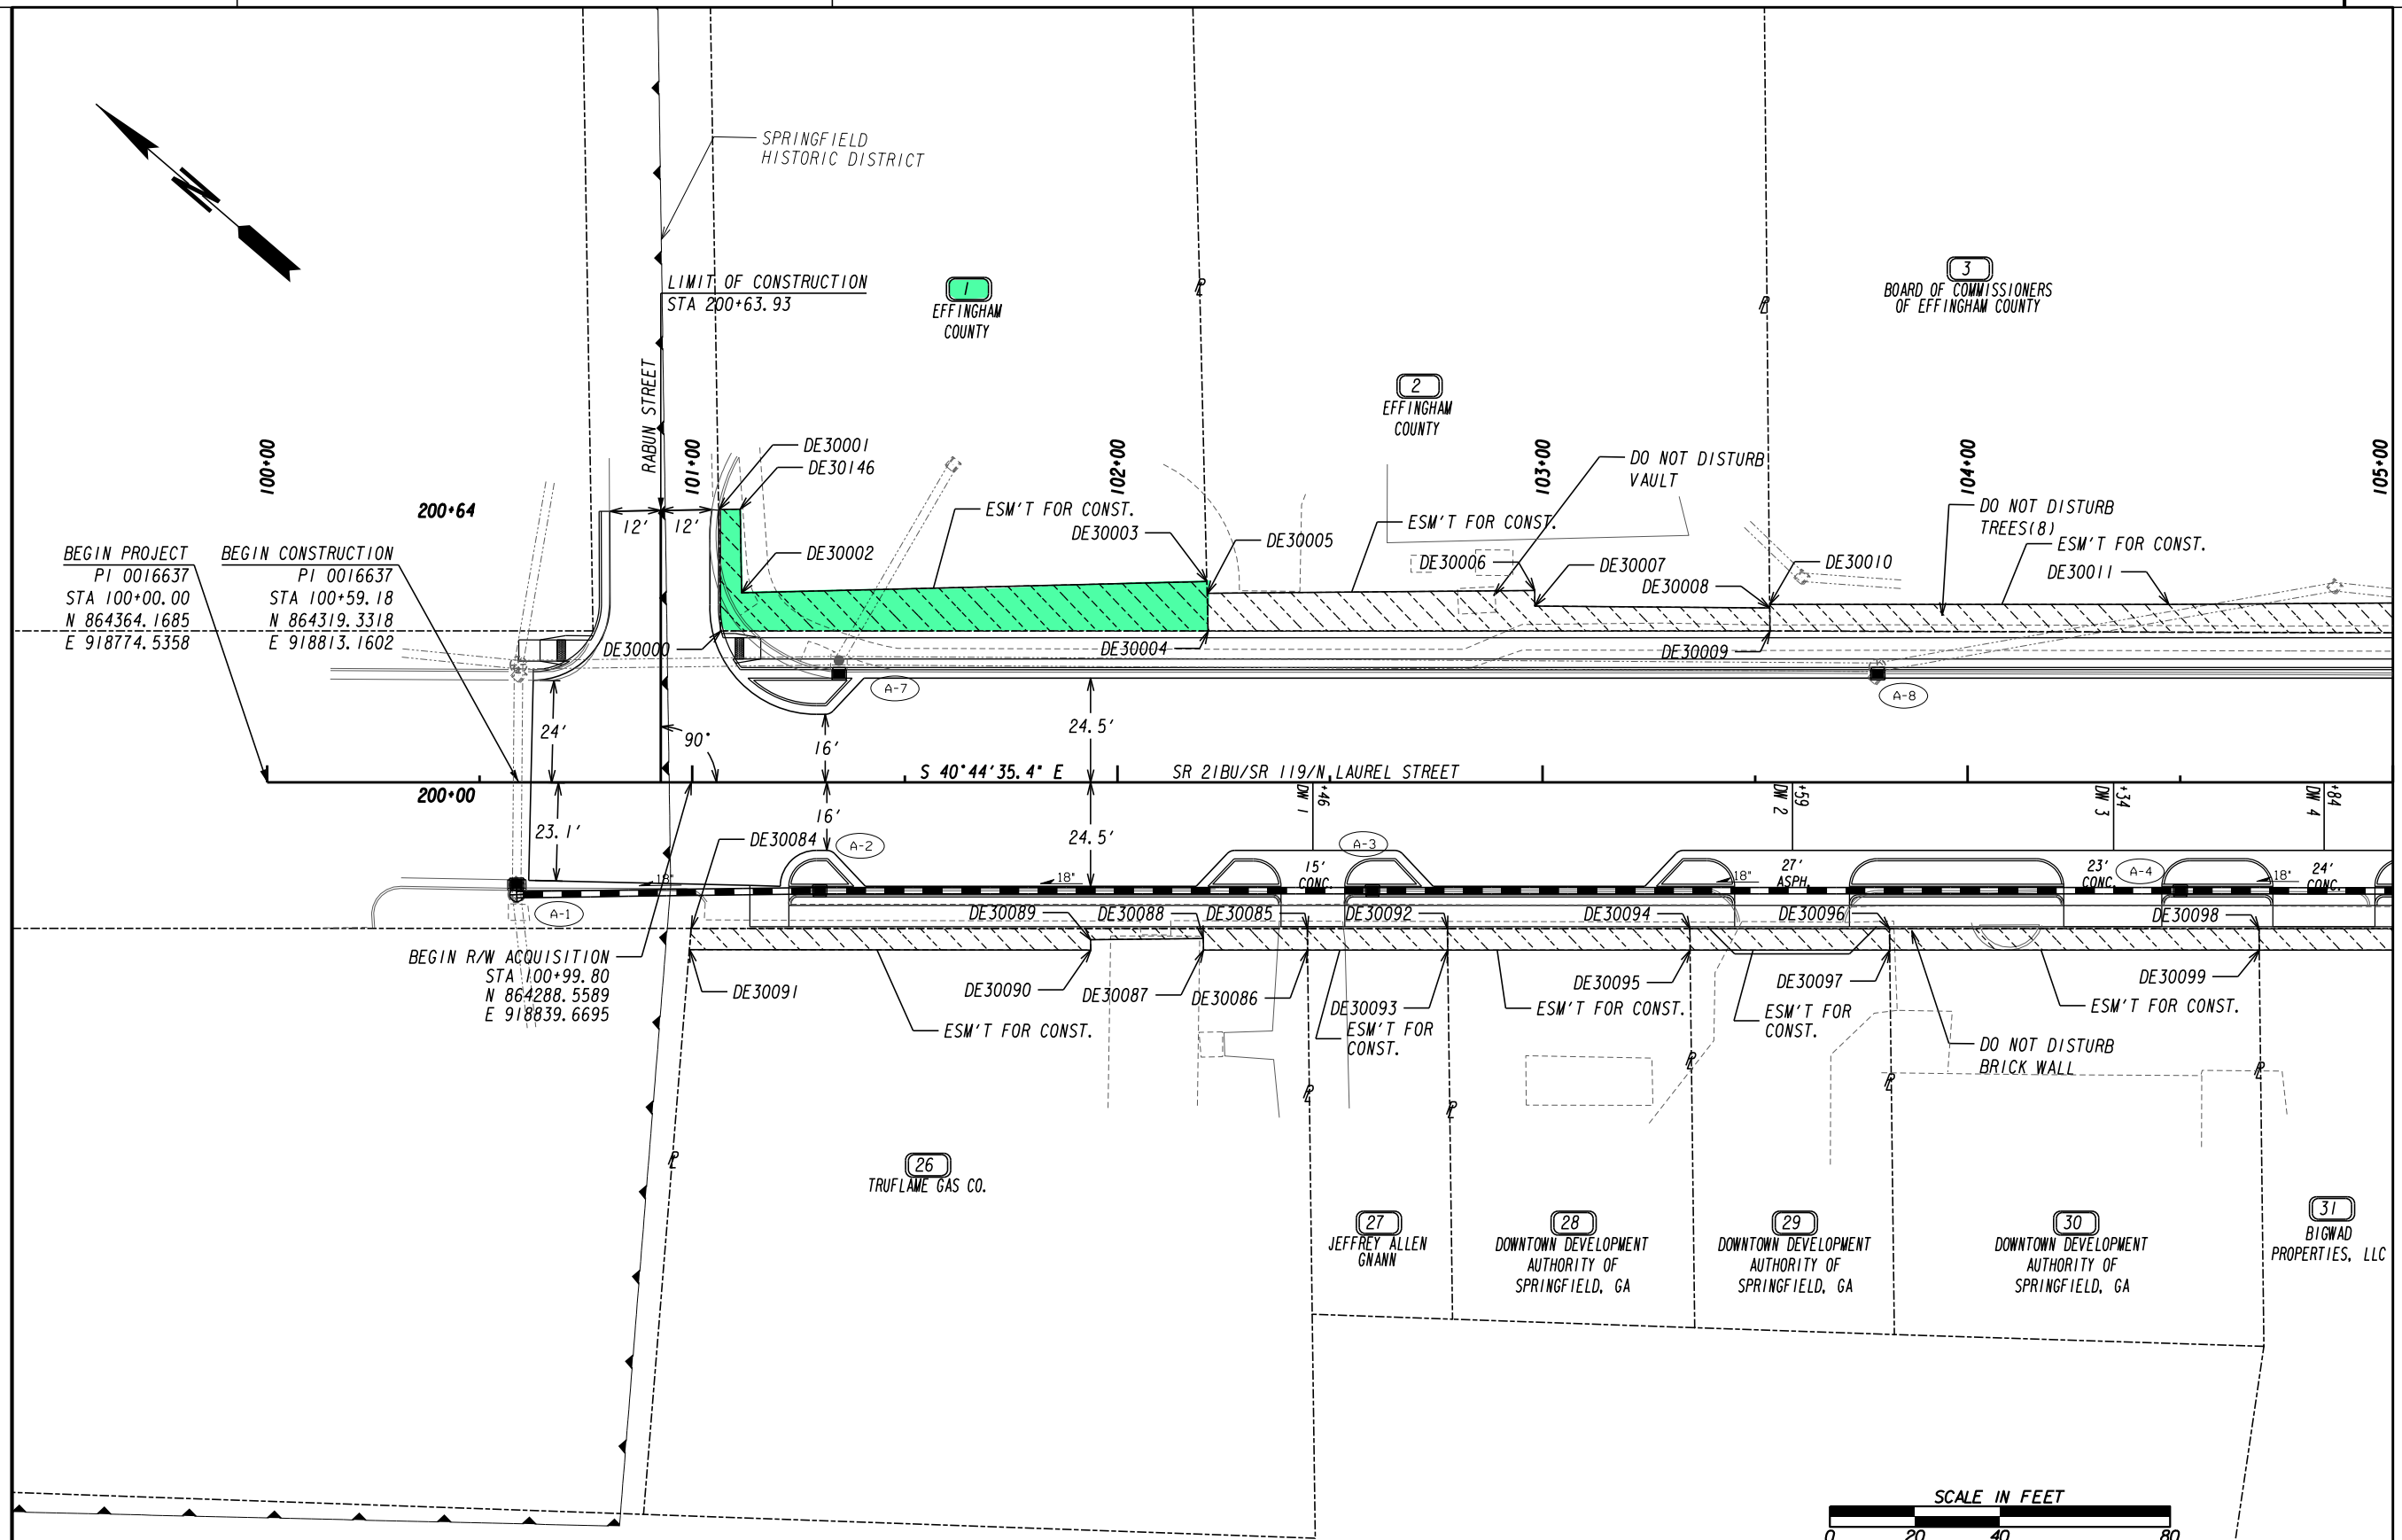 N
SPRINGFIELD
HISTORIC DISTRICT
LIMIT OF CONSTRUCTION
STA 200+63.93
RABUN STREET
1
EFFINGHAM
COUNTY
2
EFFINGHAM
COUNTY
3
BOARD OF COMMISSIONERS
OF EFFINGHAM COUNTY
100+00
101+00
102+00
103+00
104+00
105+00
200+64
12'
12'
DE30001
DE30146
DE30002
ESM'T FOR CONST.
DE30003
DE30005
ESM'T FOR CONST.
DE30006
DE30007
DE30008
DO NOT DISTURB
VAULT
DE30010
DO NOT DISTURB
TREES(8)
ESM'T FOR CONST.
DE30011
BEGIN PROJECT
PI 0016637
STA 100+00.00
N 864364.1685
E 918774.5358
BEGIN CONSTRUCTION
PI 0016637
STA 100+59.18
N 864319.3318
E 918813.1602
DE30000
DE30004
DE30009
A-7
A-8
24'
90°
16'
24.5'
S 40°44'35.4" E
SR 21BU/SR 119/N LAUREL STREET
200+00
23.1'
16'
24.5'
DW 1
+46
DW 2
+59
DW 3
+34
DW 4
+84
DE30084
A-2
A-3
A-4
A-1
18"
18"
18"
18"
15'
CONC.
27'
ASPH.
23'
CONC.
24'
CONC.
DE30089
DE30088
DE30085
DE30092
DE30094
DE30096
DE30098
BEGIN R/W ACQUISITION
STA 100+99.80
N 864288.5589
E 918839.6695
DE30091
DE30090
DE30087
DE30086
DE30093
DE30095
DE30097
DE30099
ESM'T FOR CONST.
ESM'T FOR
CONST.
ESM'T FOR CONST.
ESM'T FOR
CONST.
ESM'T FOR CONST.
DO NOT DISTURB
BRICK WALL
26
TRUFLAME GAS CO.
27
JEFFREY ALLEN
GNANN
28
DOWNTOWN DEVELOPMENT
AUTHORITY OF
SPRINGFIELD, GA
29
DOWNTOWN DEVELOPMENT
AUTHORITY OF
SPRINGFIELD, GA
30
DOWNTOWN DEVELOPMENT
AUTHORITY OF
SPRINGFIELD, GA
31
BIGWAD
PROPERTIES, LLC
SCALE IN FEET
0 20 40 80